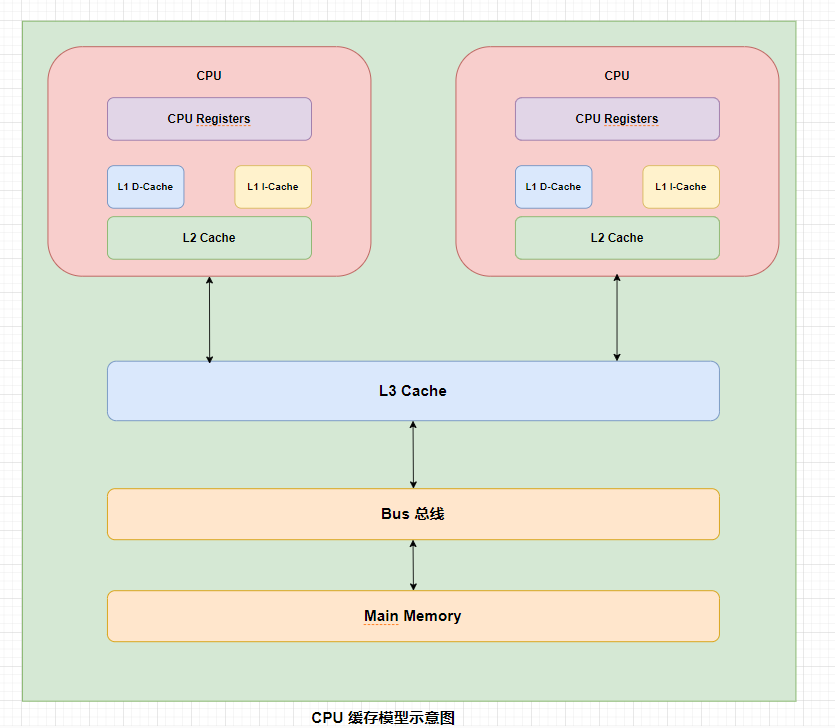 CPU
CPU
CPU Registers
CPU Registers
L1 D-Cache
L1 I-Cache
L1 D-Cache
L1 I-Cache
L2 Cache
L2 Cache
L3 Cache
Bus 总线
Main Memory
CPU 缓存模型示意图